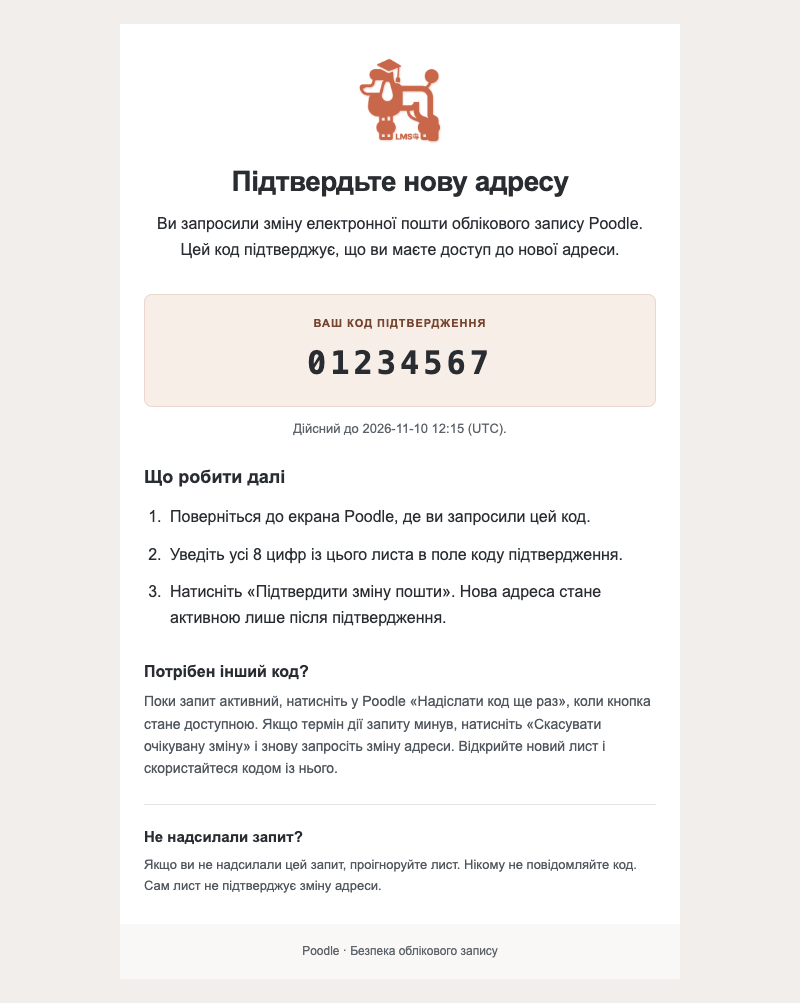 LMS
Підтвердьте нову адресу
Ви запросили зміну електронної пошти облікового запису Poodle.
Цей код підтверджує, що ви маєте доступ до нової адреси.
ВАШ КОД ПІДТВЕРДЖЕННЯ
01234567
Дійсний до 2026-11-10 12:15 (UTC).
Що робити далі
1. Поверніться до екрана Poodle, де ви запросили цей код.
2. Уведіть усі 8 цифр із цього листа в поле коду підтвердження.
3. Натисніть «Підтвердити зміну пошти». Нова адреса стане
активною лише після підтвердження.
Потрібен інший код?
Поки запит активний, натисніть у Poodle «Надіслати код ще раз», коли кнопка
стане доступною. Якщо термін дії запиту минув, натисніть «Скасувати
очікувану зміну» і знову запросіть зміну адреси. Відкрийте новий лист і
скористайтеся кодом із нього.
Не надсилали запит?
Якщо ви не надсилали цей запит, проігноруйте лист. Нікому не повідомляйте код.
Сам лист не підтверджує зміну адреси.
Poodle · Безпека облікового запису